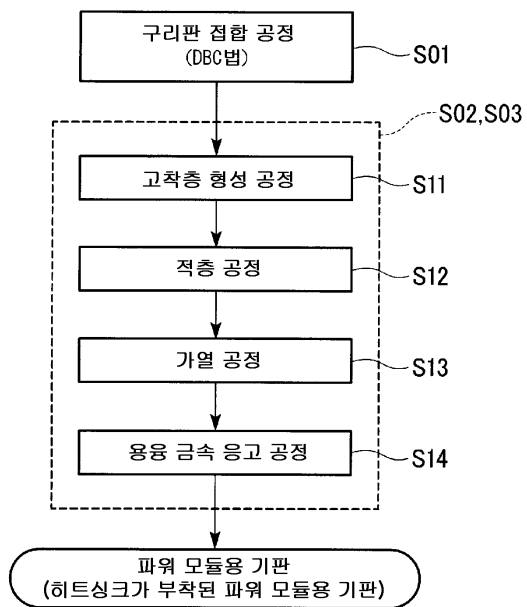 구리판 접합 공정
(DBC법)
S01
S02,S03
고착층 형성 공정
S11
적층 공정
S12
가열 공정
S13
용융 금속 응고 공정
S14
파워 모듈용 기판
(히트싱크가 부착된 파워 모듈용 기판)